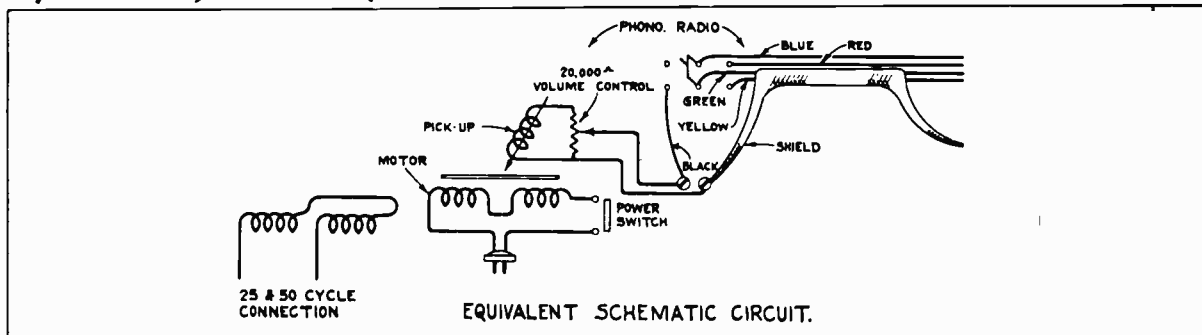 PHONO. RADIO
BLUE
RED
20,000 ʌ
VOLUME CONTROL
GREEN
PICK-UP
YELLOW
SHIELD
BLACK
MOTOR
POWER
SWITCH
25 & 50 CYCLE
CONNECTION
EQUIVALENT SCHEMATIC CIRCUIT.